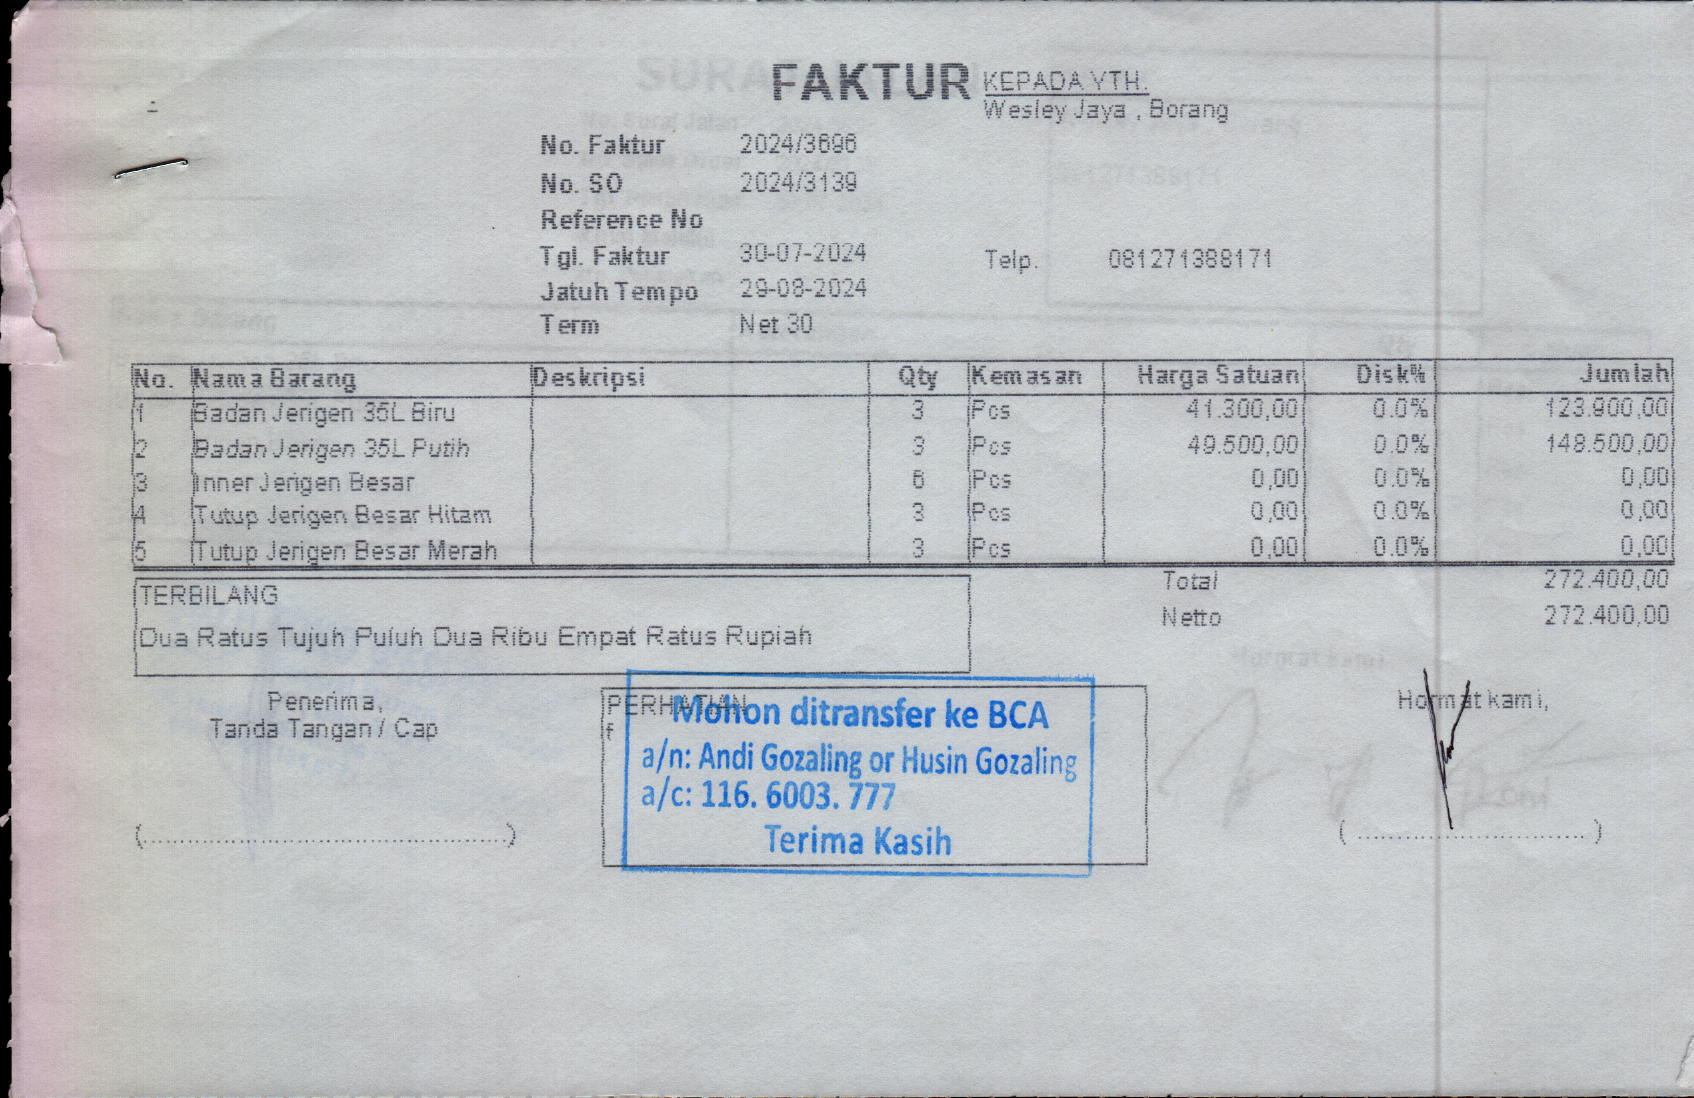 FAKTUR
KEPADA YTH.
Wesley Jaya , Borang
No. Faktur 2024/3696
No. SO 2024/3139
Reference No
Tgl. Faktur 30-07-2024
Telp. 081271388171
Jatuh Tempo 29-08-2024
Term Net 30
No. Nama Barang Deskripsi Qty Kemasan Harga Satuan Disk% Jumlah
1 Badan Jerigen 35L Biru 3 Pcs 41.300,00 0.0% 123.900,00
2 Badan Jerigen 35L Putih 3 Pcs 49.500,00 0.0% 148.500,00
3 Inner Jerigen Besar 6 Pcs 0,00 0.0% 0,00
4 Tutup Jerigen Besar Hitam 3 Pcs 0,00 0.0% 0,00
5 Tutup Jerigen Besar Merah 3 Pcs 0,00 0.0% 0,00
Total 272.400,00
Netto 272.400,00
TERBILANG
Dua Ratus Tujuh Puluh Dua Ribu Empat Ratus Rupiah
Penerima,
Tanda Tangan / Cap
(...........................................)
PERHATIAN
f
Mohon ditransfer ke BCA
a/n: Andi Gozaling or Husin Gozaling
a/c: 116. 6003. 777
Terima Kasih
Hormat kami,
( ........................................ )